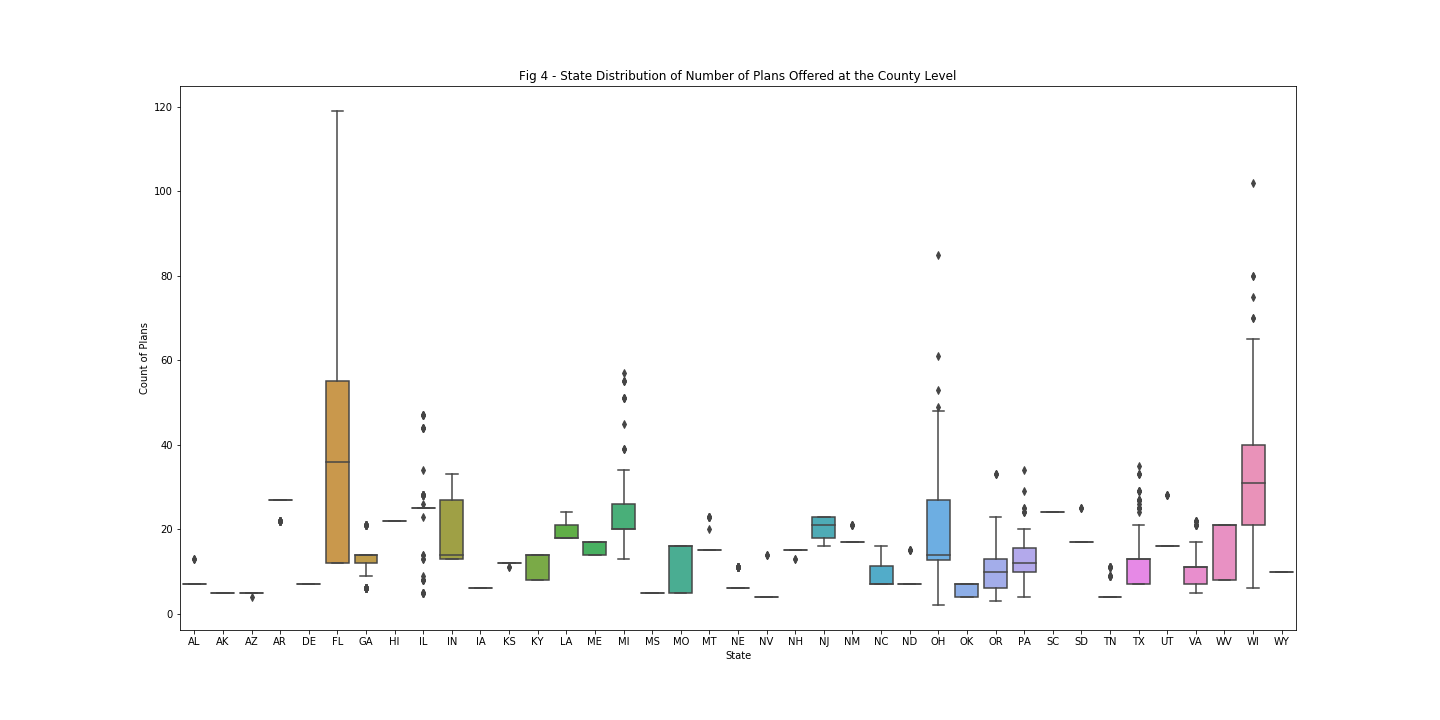 Fig 4 - State Distribution of Number of Plans Offered at the County Level
120
100
80
60
40
20
0
Count of Plans
AL AK AZ AR DE FL GA HI IL IN IA KS KY LA ME MI MS MO MT NE NV NH NJ NM NC ND OH OK OR PA SC SD TN TX UT VA WV WI WY
State